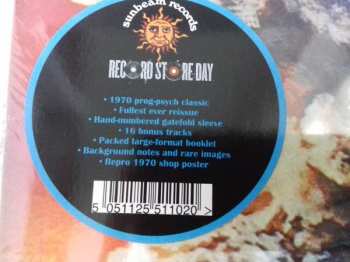 sunbeam records
RECORD STORE DAY
• 1970 prog-psych classic
• Fullest ever reissue
• Hand-numbered gatefold sleeve
• 16 bonus tracks
• Packed large-format booklet
• Background notes and rare images
• Repro 1970 shop poster
5 051125 511020 >